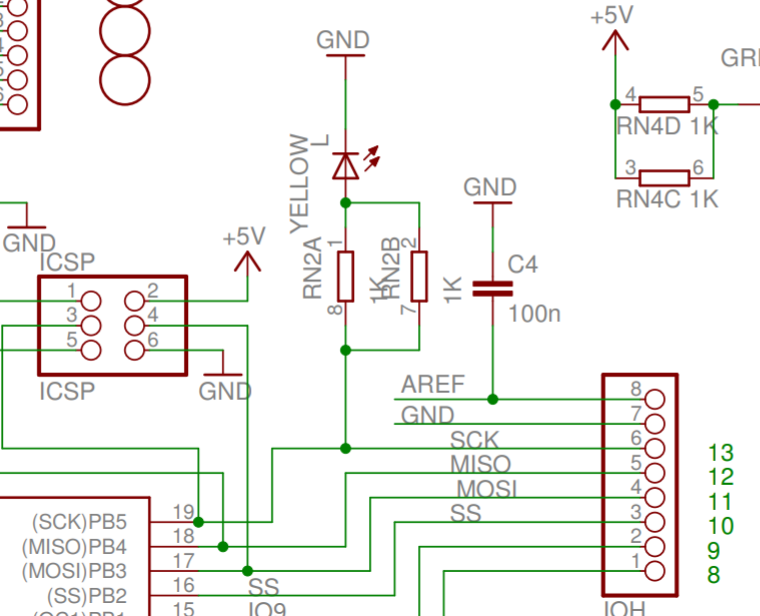 +5V
GND
GRI
4 5
RN4D 1K
3 6
RN4C 1K
YELLOW
L
GND
GND
ICSP
+5V
RN2A
1
8
1K
RN2B
2
7
1K
C4
100n
1 2
3 4
5 6
ICSP
GND
AREF 8
GND 7
SCK 6 13
MISO 5 12
MOSI 4 11
SS 3 10
2 9
1 8
(SCK)PB5 19
(MISO)PB4 18
(MOSI)PB3 17
(SS)PB2 16
SS
15
IO9
IOH